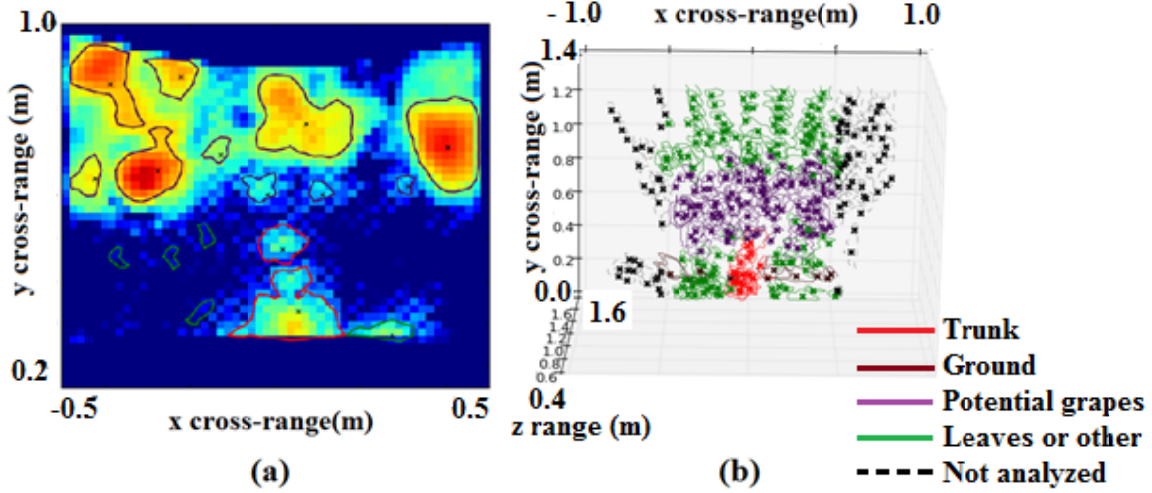 1.0
y cross-range (m)
0.2
-0.5
x cross-range(m)
0.5
(a)
- 1.0
x cross-range(m)
1.0
1.4
1.2
1.0
0.8
0.6
0.4
0.2
0.0
y cross-range (m)
1.6
1.6
1.4
1.2
1.0
0.8
0.6
0.4
z range (m)
(b)
Trunk
Ground
Potential grapes
Leaves or other
Not analyzed